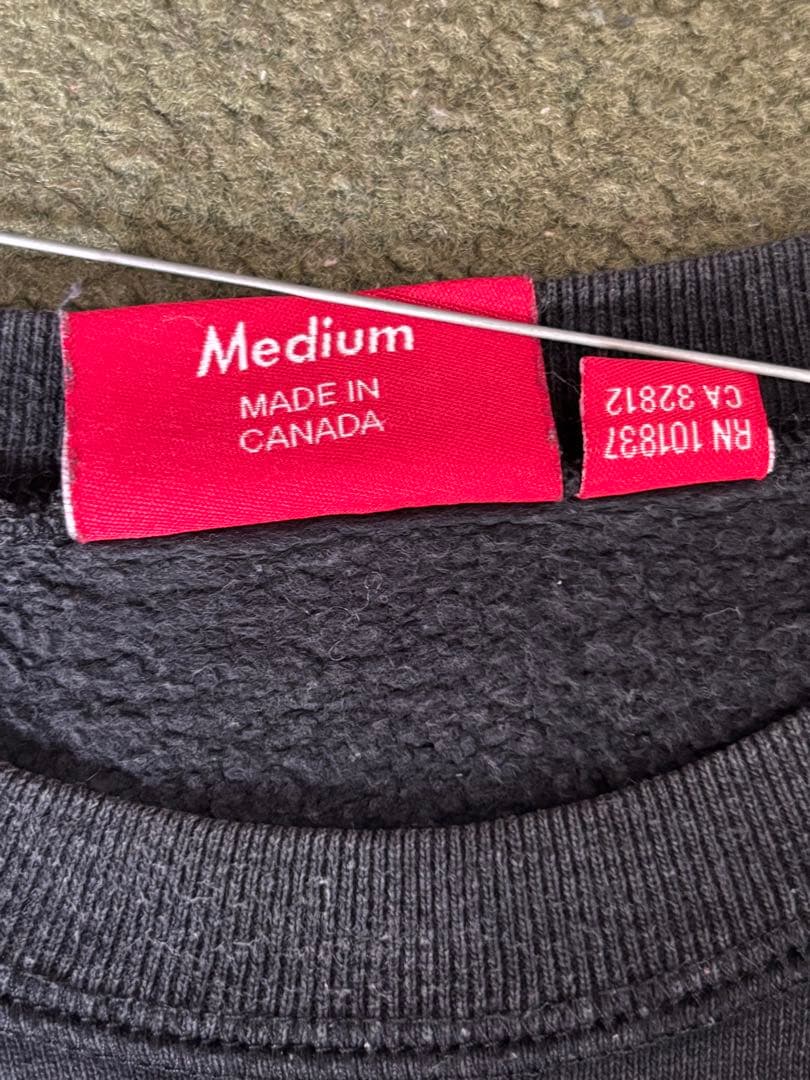 Medium
MADE IN
CANADA
RN 101837
CA 32812